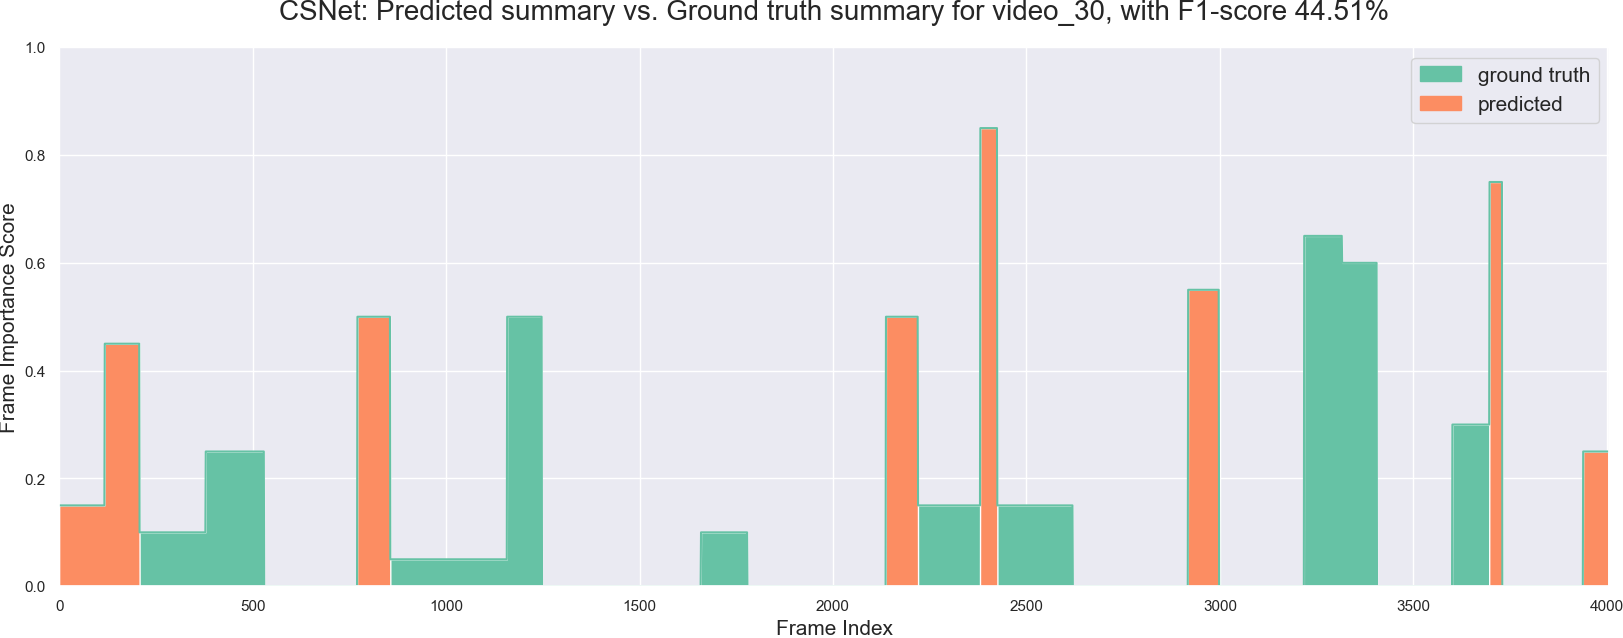 CSNet: Predicted summary vs. Ground truth summary for video_30, with F1-score 44.51%
1.0
0.8
0.6
0.4
0.2
0.0
Frame Importance Score
ground truth
predicted
0 500 1000 1500 2000 2500 3000 3500 4000
Frame Index